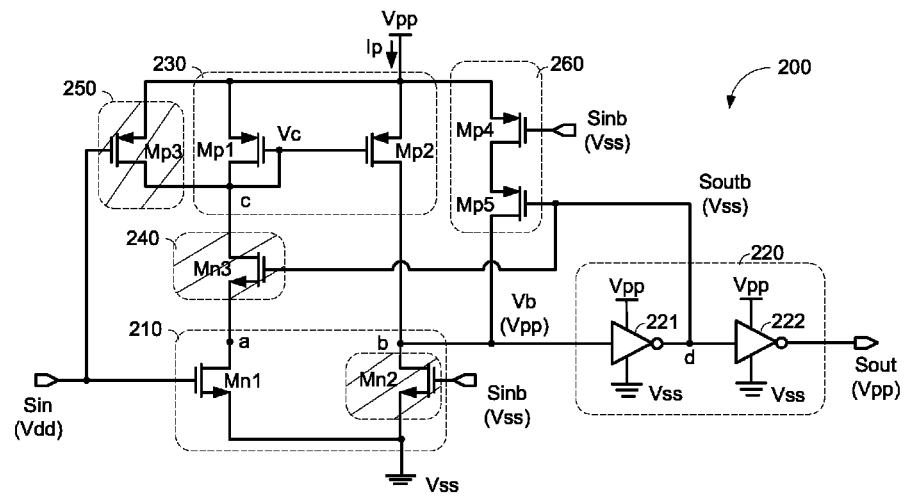 Vpp
Ip
230
260
200
250
Vc
Mp3
Mp1
Mp2
Mp4
Sinb
(Vss)
c
Mp5
Soutb
(Vss)
240
Mn3
220
210
a
b
Vb
(Vpp)
Vpp
221
Vpp
222
d
Mn1
Mn2
Sin
(Vdd)
Sinb
(Vss)
Vss
Vss
Sout
(Vpp)
Vss